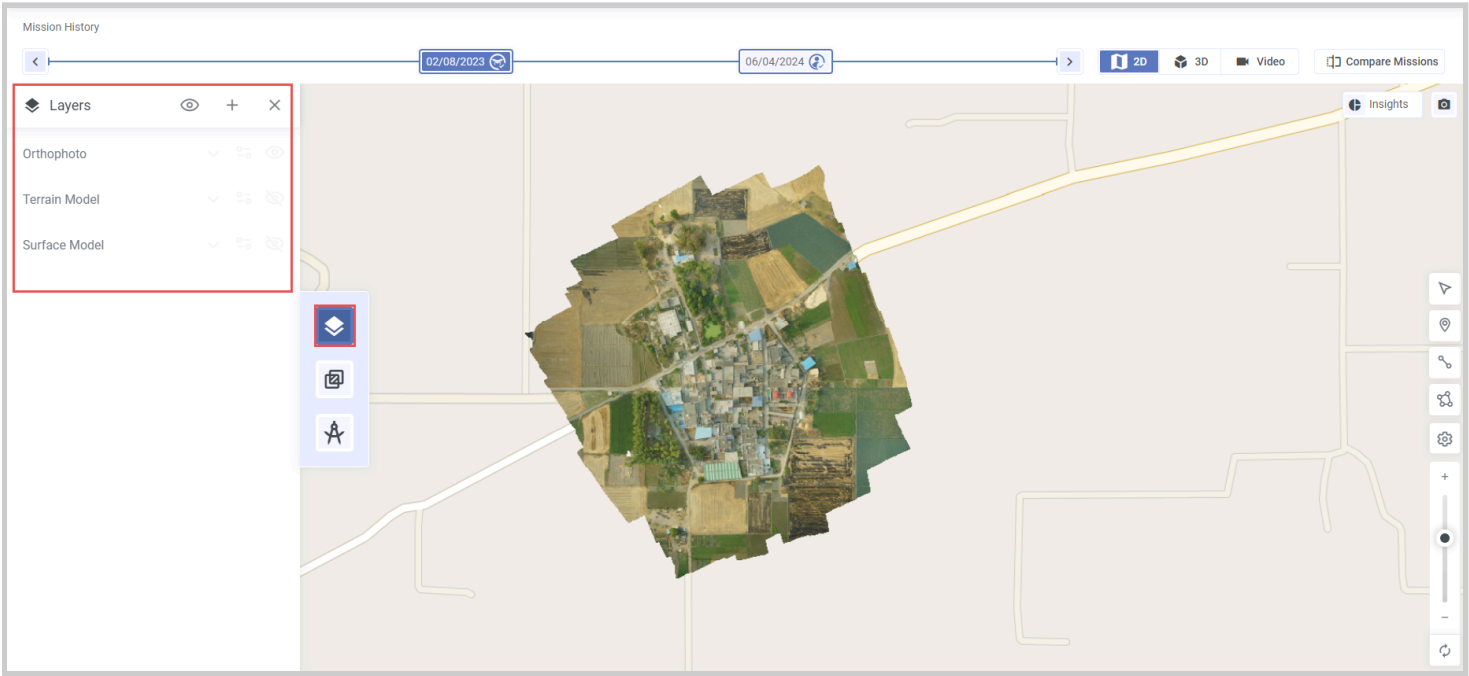 Mission History
02/08/2023
06/04/2024
2D
3D
Video
Compare Missions
Layers
Insights
Orthophoto
Terrain Model
Surface Model